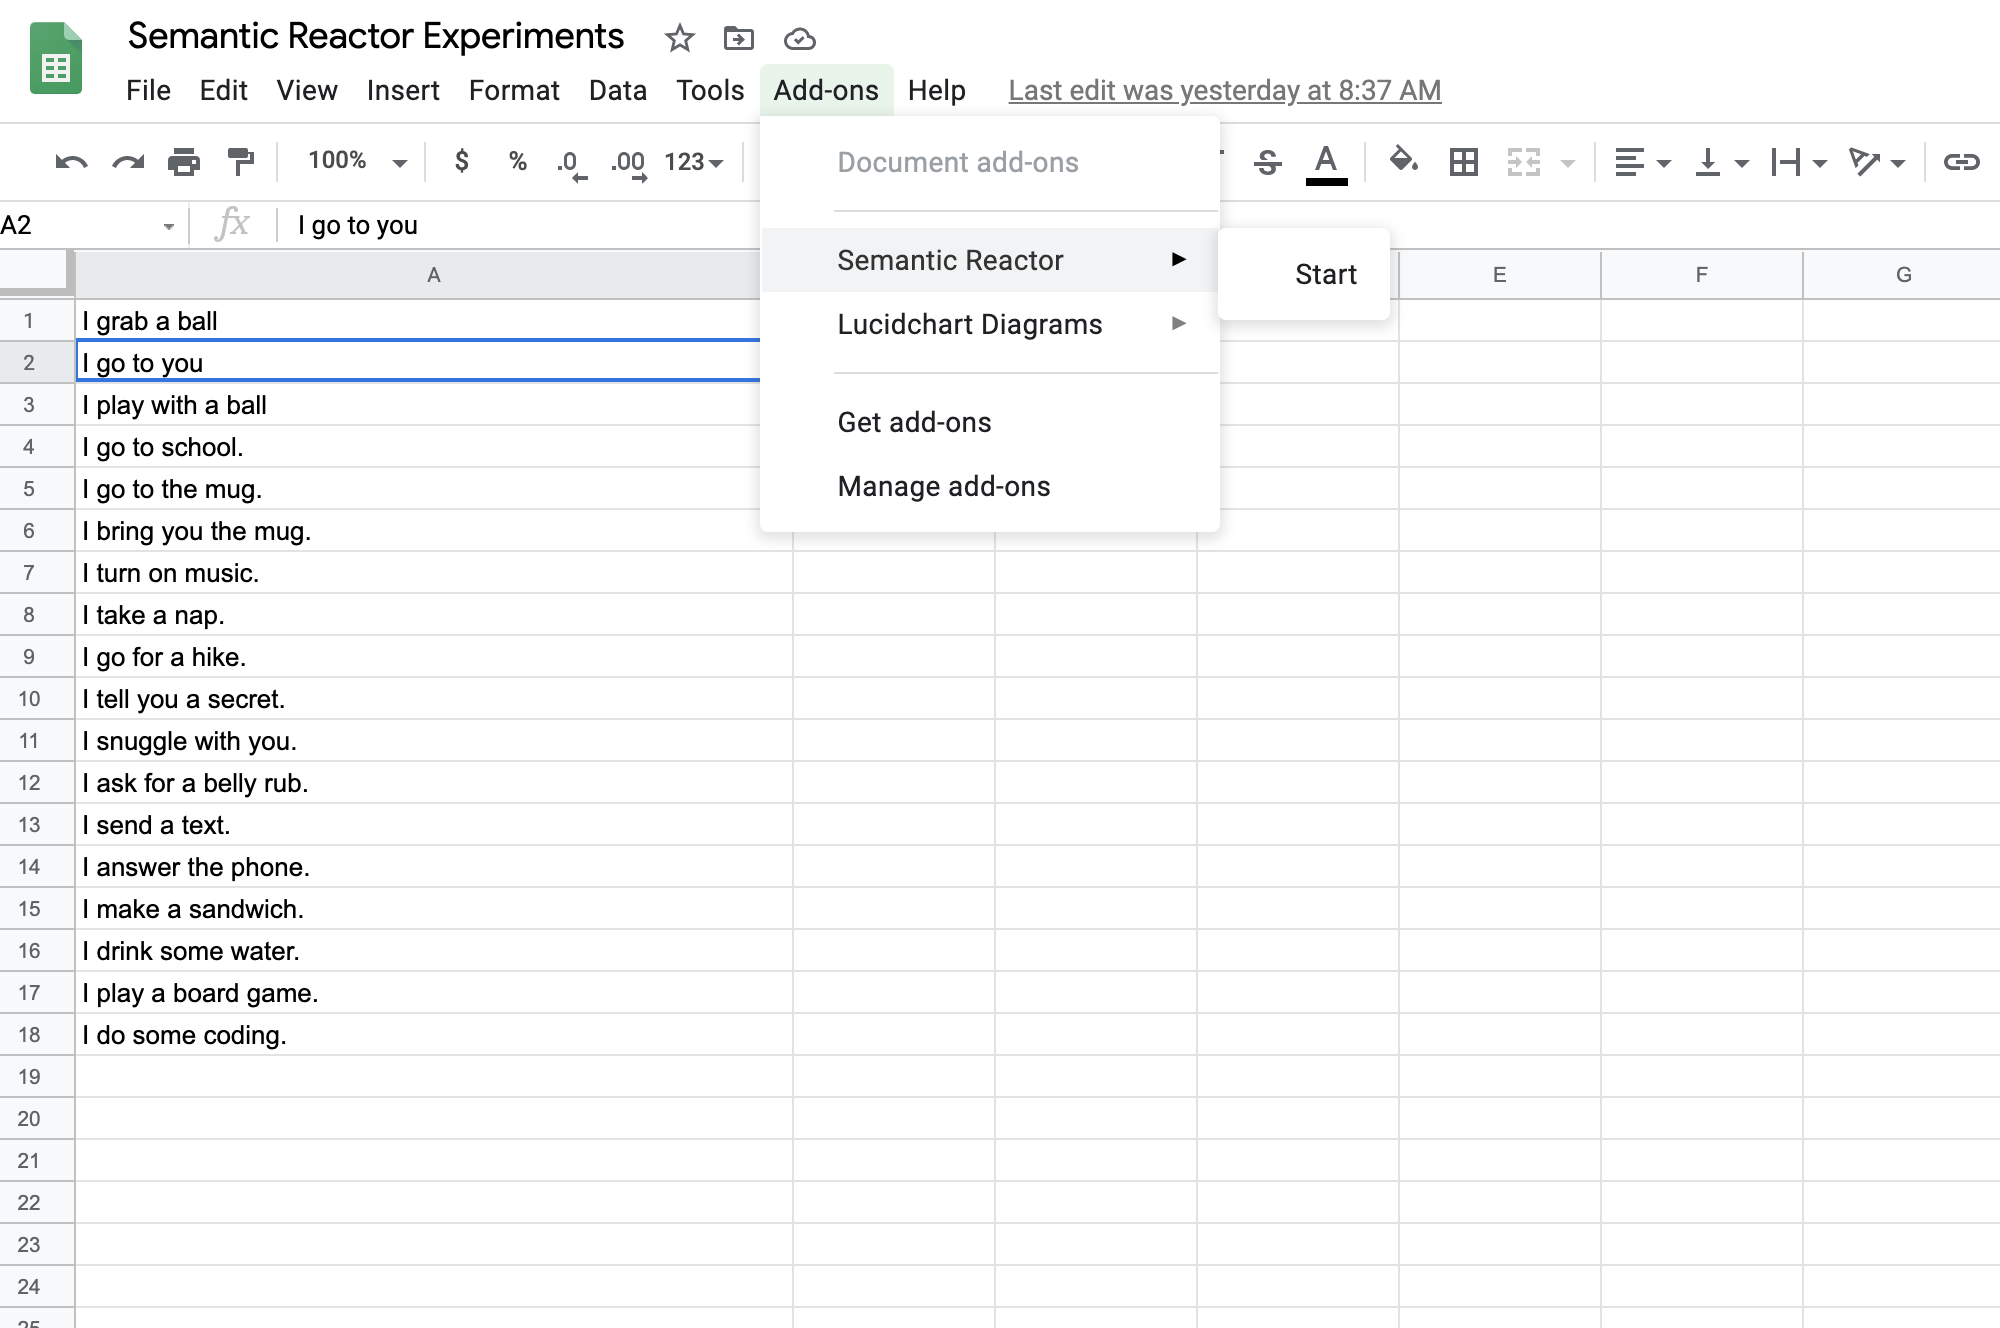 Semantic Reactor Experiments
File Edit View Insert Format Data Tools Add-ons Help Last edit was yesterday at 8:37 AM
100% $ % .0 .00 123 S A
A2 fx I go to you
Document add-ons
Semantic Reactor
Start
Lucidchart Diagrams
Get add-ons
Manage add-ons
A E F G
1 I grab a ball
2 I go to you
3 I play with a ball
4 I go to school.
5 I go to the mug.
6 I bring you the mug.
7 I turn on music.
8 I take a nap.
9 I go for a hike.
10 I tell you a secret.
11 I snuggle with you.
12 I ask for a belly rub.
13 I send a text.
14 I answer the phone.
15 I make a sandwich.
16 I drink some water.
17 I play a board game.
18 I do some coding.
19
20
21
22
23
24
25